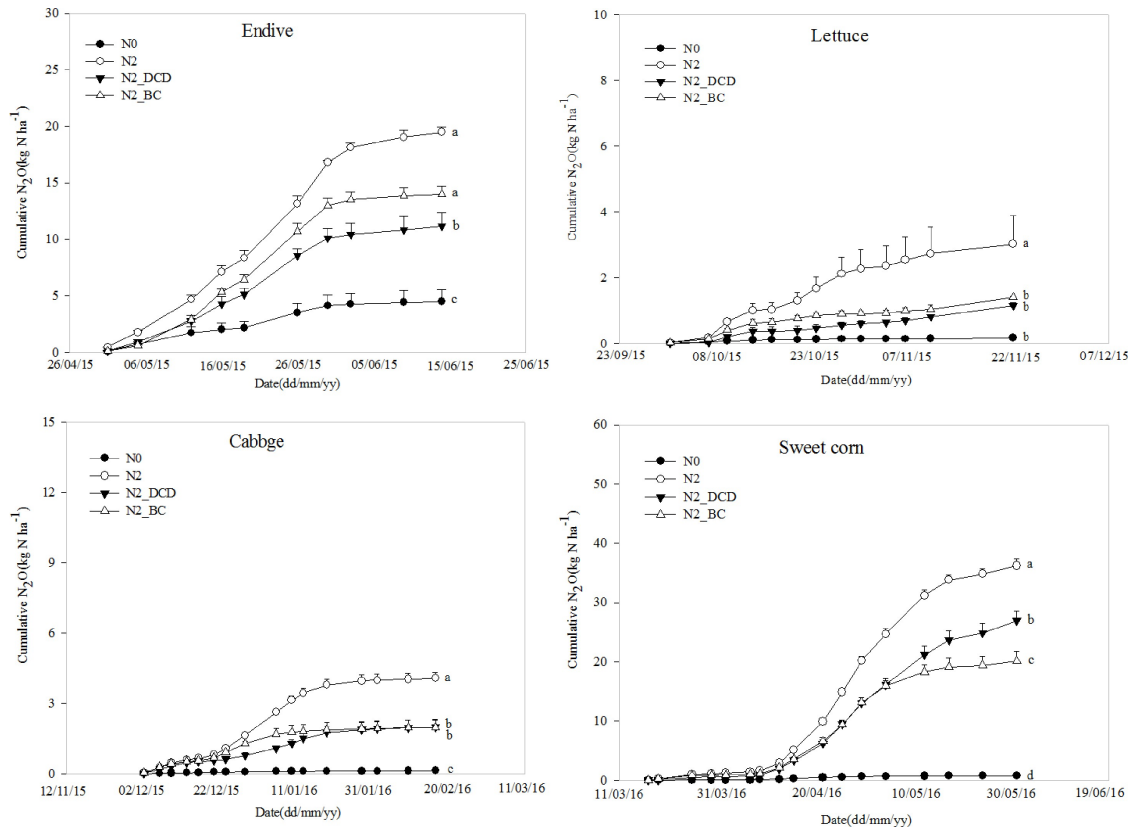 Endive
N0
N2
N2_DCD
N2_BC
30
25
20
15
10
5
0
Cumulative N2O(kg N ha-1)
a
a
b
c
26/04/15 06/05/15 16/05/15 26/05/15 05/06/15 15/06/15 25/06/15
Date(dd/mm/yy)
Lettuce
N0
N2
N2_DCD
N2_BC
10
8
6
4
2
0
Cumulative N2O(kg N ha-1)
a
b
b
b
23/09/15 08/10/15 23/10/15 07/11/15 22/11/15 07/12/15
Date(dd/mm/yy)
Cabbge
N0
N2
N2_DCD
N2_BC
15
12
9
6
3
0
Cumulative N2O(kg N ha-1)
a
b
b
c
12/11/15 02/12/15 22/12/15 11/01/16 31/01/16 20/02/16 11/03/16
Date(dd/mm/yy)
Sweet corn
N0
N2
N2_DCD
N2_BC
60
50
40
30
20
10
0
Cumulative N2O(kg N ha-1)
a
b
c
d
11/03/16 31/03/16 20/04/16 10/05/16 30/05/16 19/06/16
Date(dd/mm/yy)